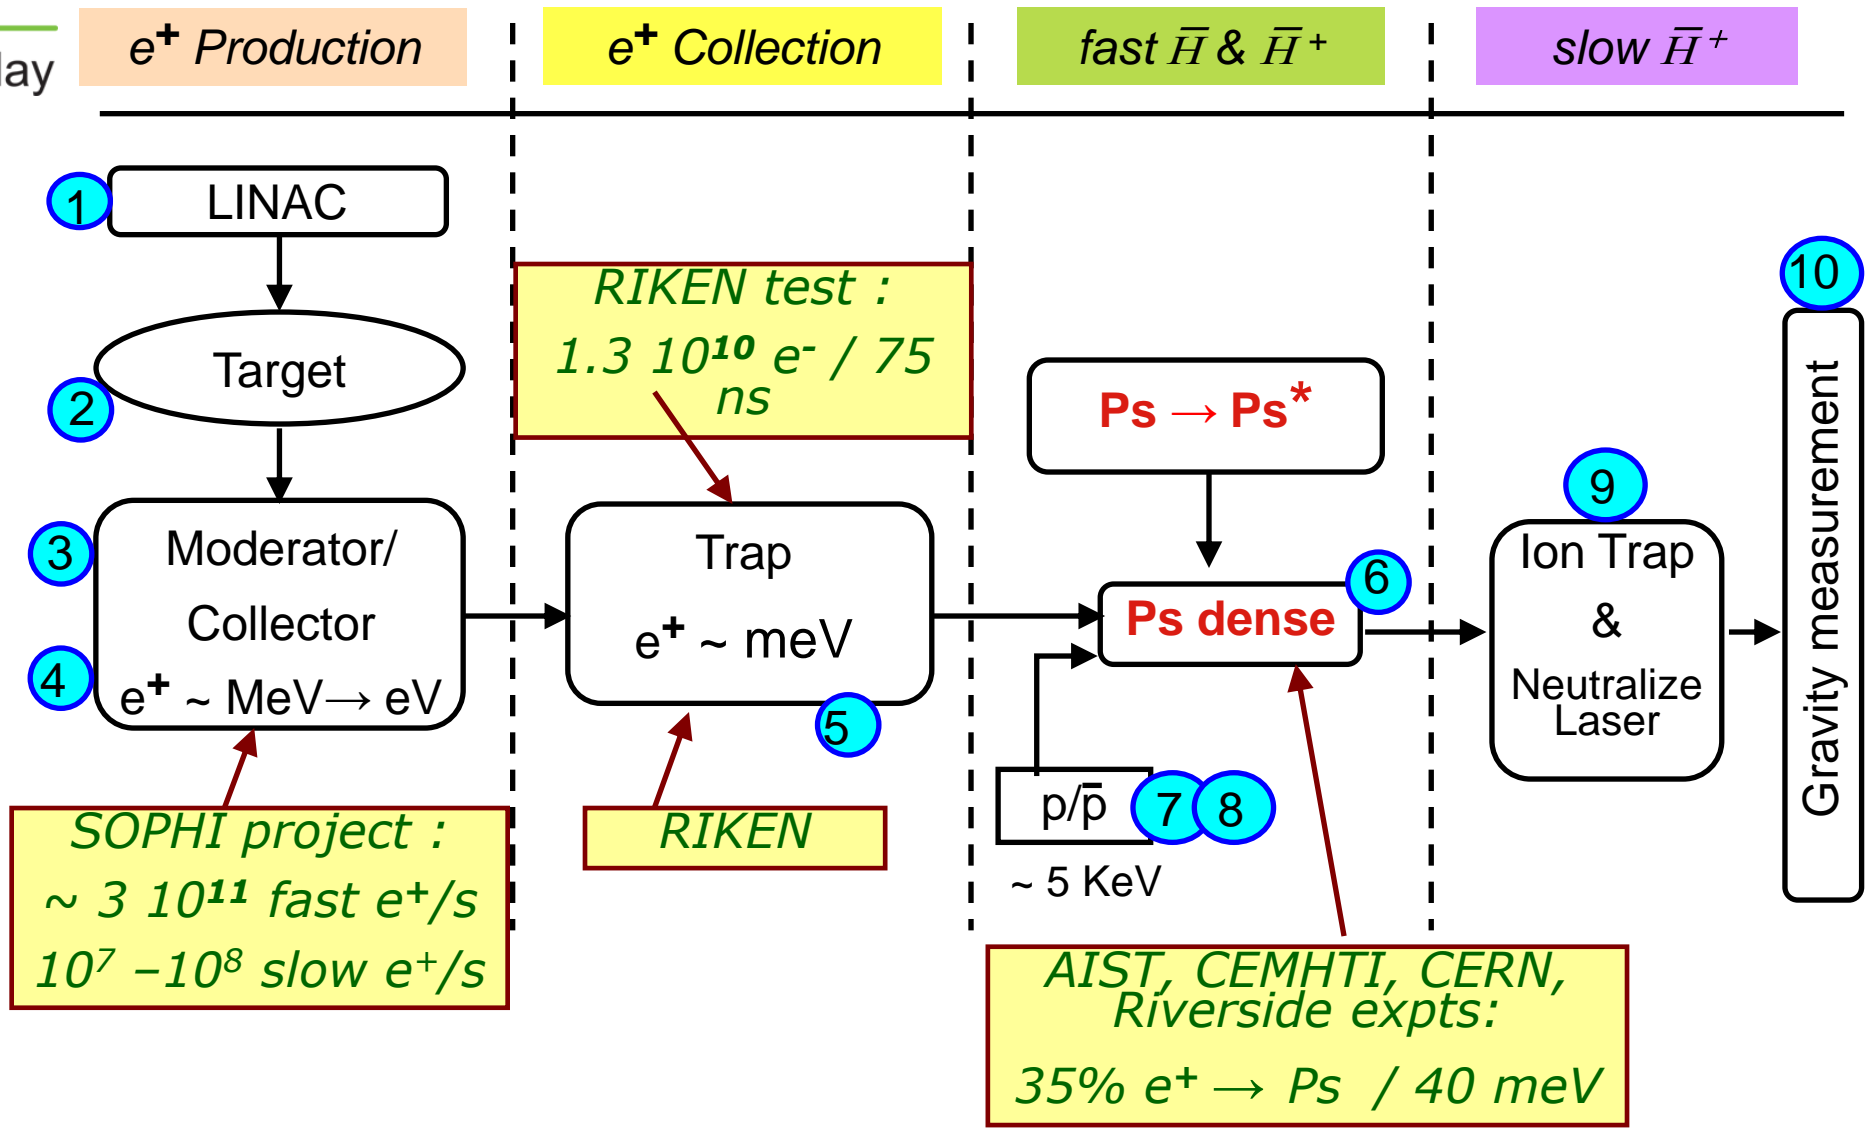 lay
e+ Production
e+ Collection
fast H̅ & H̅ +
slow H̅ +
1
LINAC
2
Target
3
4
Moderator/
Collector
e+ ~ MeV→ eV
SOPHI project :
~ 3 10¹¹ fast e+/s
10⁷ –10⁸ slow e+/s
RIKEN test :
1.3 10¹⁰ e- / 75
ns
Trap
e+ ~ meV
5
RIKEN
Ps → Ps*
6
Ps dense
p/p̅
7
8
~ 5 KeV
AIST, CEMHTI, CERN,
Riverside expts:
35% e+ → Ps / 40 meV
9
Ion Trap
&
Neutralize
Laser
10
Gravity measurement